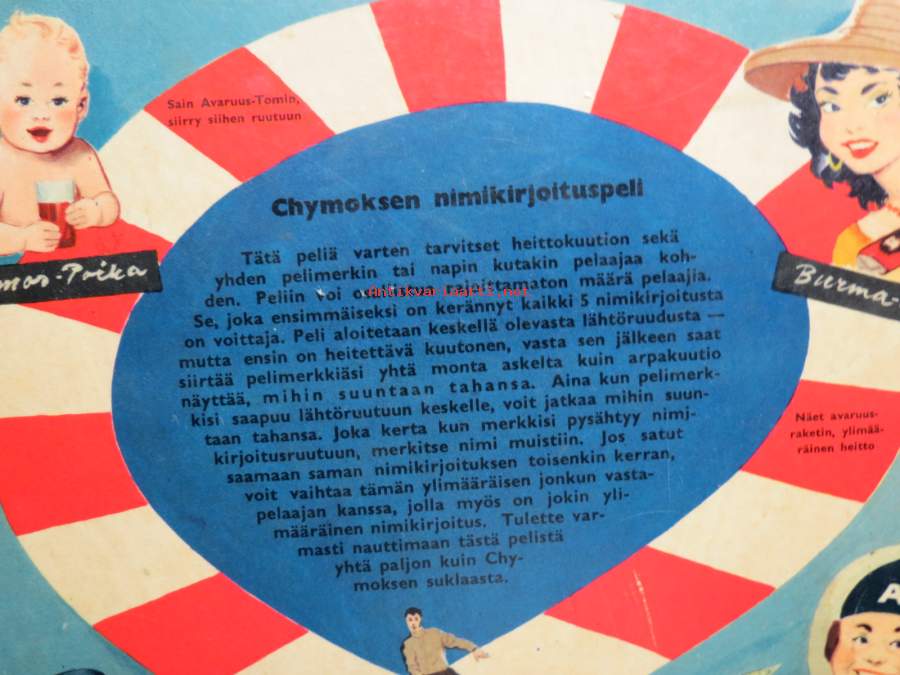 Sain Avaruus-Tomin,
siirry siihen ruutuun
Chymoksen nimikirjoituspeli
Tätä peliä varten tarvitset heittokuution sekä
yhden pelimerkin tai napin kutakin pelaajaa koh-
den. Peliin voi määrä pelaajia.
Antikvariaatti.net
Se, joka ensimmäiseksi on kerännyt kaikki 5 nimikirjoitusta
on voittaja. Peli aloitetaan keskellä olevasta lähtöruudusta —
mutta ensin on heitettävä kuutonen, vasta sen jälkeen saat
siirtää pelimerkkiäsi yhtä monta askelta kuin arpakuutio
näyttää, mihin suuntaan tahansa. Aina kun pelimerk-
kisi saapuu lähtöruutuun keskelle, voit jatkaa mihin suun-
taan tahansa. Joka kerta kun merkkisi pysähtyy nimi-
kirjoitusruutuun, merkitse nimi muistiin. Jos satut
saamaan saman nimikirjoituksen toisenkin kerran,
voit vaihtaa tämän ylimääräisen jonkun vasta-
pelaajan kanssa, jolla myös on jokin yli-
määräinen nimikirjoitus. Tulette var-
masti nauttimaan tästä pelistä
yhtä paljon kuin Chy-
moksen suklaasta.
mos-Poika
Burma-
Näet avaruus-
raketin, ylimää-
räinen heitto
A